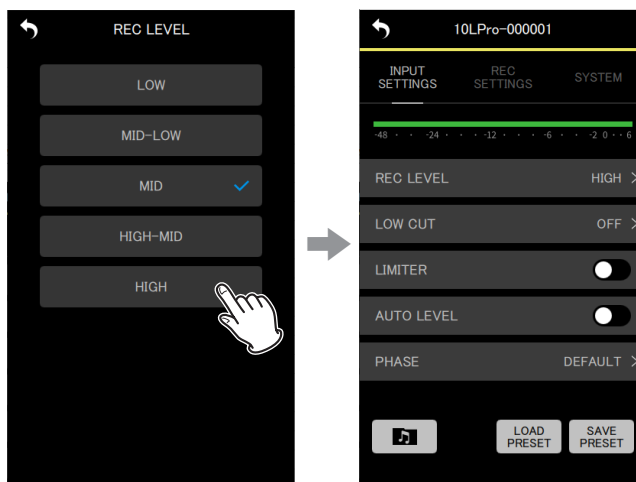 REC LEVEL
LOW
MID-LOW
MID
HIGH-MID
HIGH
10LPro-000001
INPUT
SETTINGS
REC
SETTINGS
SYSTEM
-48 · · -24 · · -12 · · · -6 · · -2 0 · · 6
REC LEVEL HIGH >
LOW CUT OFF >
LIMITER
AUTO LEVEL
PHASE DEFAULT >
LOAD
PRESET
SAVE
PRESET